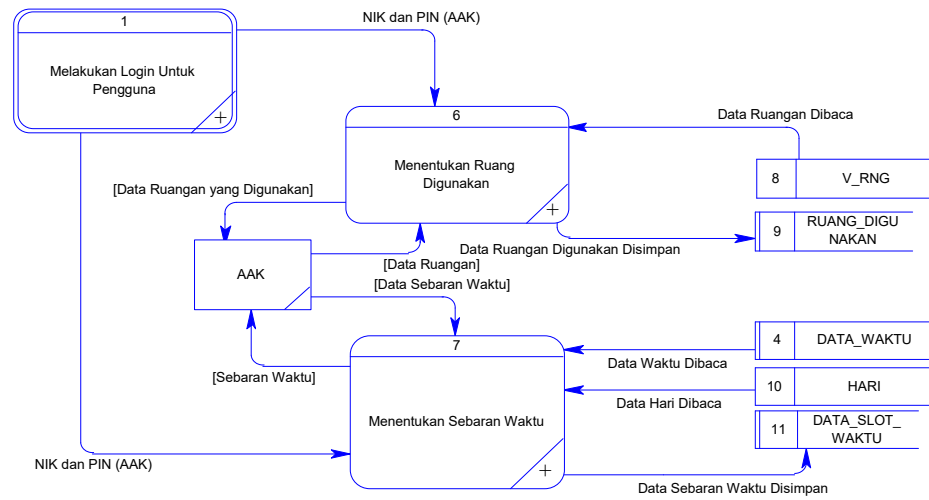 NIK dan PIN (AAK)
1
Melakukan Login Untuk
Pengguna
+
6
Menentukan Ruang
Digunakan
+
Data Ruangan Dibaca
8
V_RNG
9
RUANG_DIGU
NAKAN
Data Ruangan Digunakan Disimpan
[Data Ruangan yang Digunakan]
AAK
[Data Ruangan]
[Data Sebaran Waktu]
[Sebaran Waktu]
7
Menentukan Sebaran Waktu
+
4
DATA_WAKTU
Data Waktu Dibaca
10
HARI
Data Hari Dibaca
11
DATA_SLOT_
WAKTU
Data Sebaran Waktu Disimpan
NIK dan PIN (AAK)